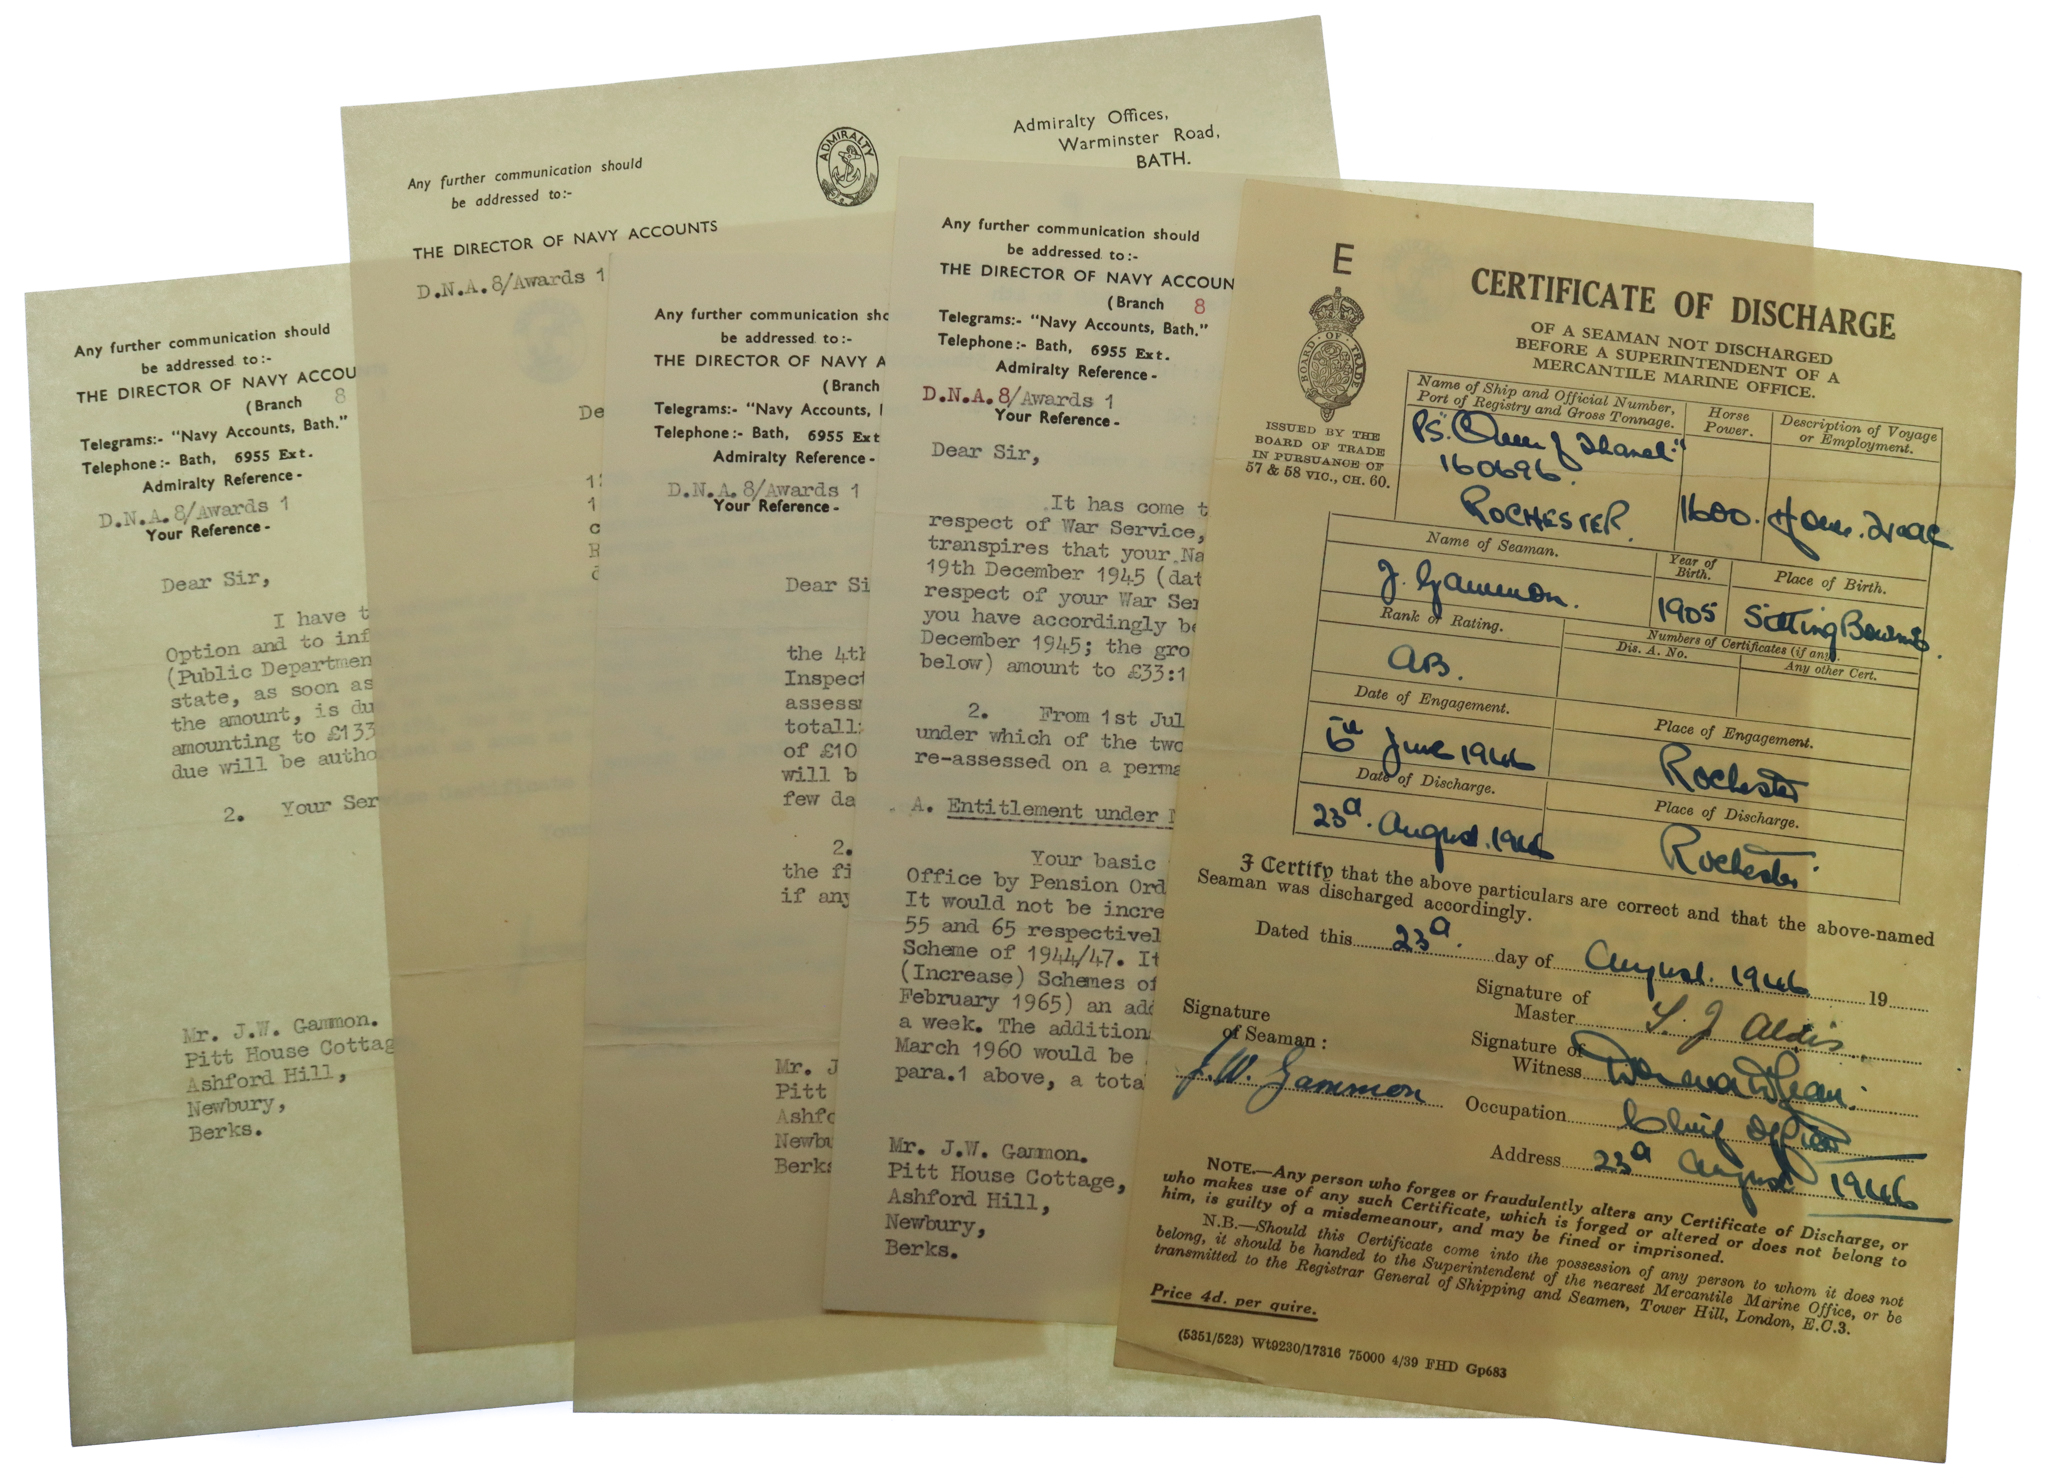 Any further communication should
be addressed to:-
THE DIRECTOR OF NAVY ACCOU
(Branch 8
Telegrams:- "Navy Accounts, Bath."
Telephone:- Bath, 6955 Ext.
Admiralty Reference -
D.N.A. 8/Awards 1
Your Reference -
Dear Sir,
I have t
Option and to inf
(Public Departmen
state, as soon as
the amount, is du
amounting to £133
due will be autho
2. Your Service Certificate
Mr. J.W. Gammon.
Pitt House Cottag
Ashford Hill,
Newbury,
Berks.
Any further communication should
be addressed to:-
THE DIRECTOR OF NAVY ACCOUNTS
D.N.A. 8/Awards 1
ADMIRALTY
Admiralty Offices,
Warminster Road,
BATH.
De
Any further communication sho
be addressed to:-
THE DIRECTOR OF NAVY A
(Branch
Telegrams:- "Navy Accounts,
Telephone:- Bath, 6955 Ext
Admiralty Reference -
D.N.A. 8/Awards 1
Your Reference -
Dear Si
the 4th
Inspect
assess
totall
of £10
will b
few da
2.
the fi
if any
Mr. J
Pitt
Ashfo
Newbu
Berks
Any further communication should
be addressed to:-
THE DIRECTOR OF NAVY ACCOUN
(Branch 8
Telegrams:- "Navy Accounts, Bath."
Telephone:- Bath, 6955 Ext.
Admiralty Reference -
D.N.A. 8/Awards 1
Your Reference -
Dear Sir,
It has come t
respect of War Service,
transpires that your Na
19th December 1945 (dat
respect of your War Ser
you have accordingly be
December 1945; the gro
below) amount to £33:1
2. From 1st Jul
under which of the two
re-assessed on a perma
A. Entitlement under
Your basic
Office by Pension Ord
It would not be incre
55 and 65 respectivel
Scheme of 1944/47. It
(Increase) Schemes of
February 1965) an add
a week. The addition
March 1960 would be
para.1 above, a tota
Mr. J.W. Gammon.
Pitt House Cottage,
Ashford Hill,
Newbury,
Berks.
E
BOARD OF TRADE
ISSUED BY THE
BOARD OF TRADE
IN PURSUANCE OF
57 & 58 VIC., CH. 60.
CERTIFICATE OF DISCHARGE
OF A SEAMAN NOT DISCHARGED
BEFORE A SUPERINTENDENT OF A
MERCANTILE MARINE OFFICE.
Name of Ship and Official Number,
Port of Registry and Gross Tonnage.
Horse
Power.
Description of Voyage
or Employment.
PS. "Queen of Thanet"
160696.
ROCHESTER.
1600.
Home Trade
Name of Seaman.
Year of
Birth.
Place of Birth.
J. Gammon.
1905
SittingBourne.
Rank or Rating.
Numbers of Certificates (if any).
Dis. A. No.
Any other Cert.
AB.
Date of Engagement.
Place of Engagement.
June 1946
Rochester
Date of Discharge.
Place of Discharge.
23d. August. 1946
Rochester
I Certify that the above particulars are correct and that the above-named
Seaman was discharged accordingly.
Dated this 23d. day of August. 1946 19
Signature
of Seaman:
J.W. Gammon
Signature of
Master J Aldis.
Signature of
Witness
Occupation Chief Officer
Address 23d August 1946
NOTE.—Any person who forges or fraudulently alters any Certificate of Discharge, or
who makes use of any such Certificate, which is forged or altered or does not belong to
him, is guilty of a misdemeanour, and may be fined or imprisoned.
N.B.—Should this Certificate come into the possession of any person to whom it does not
belong, it should be handed to the Superintendent of the nearest Mercantile Marine Office, or be
transmitted to the Registrar General of Shipping and Seamen, Tower Hill, London, E.C.3.
Price 4d. per quire.
(5351/523) Wt9230/17316 75000 4/39 FHD Gp683